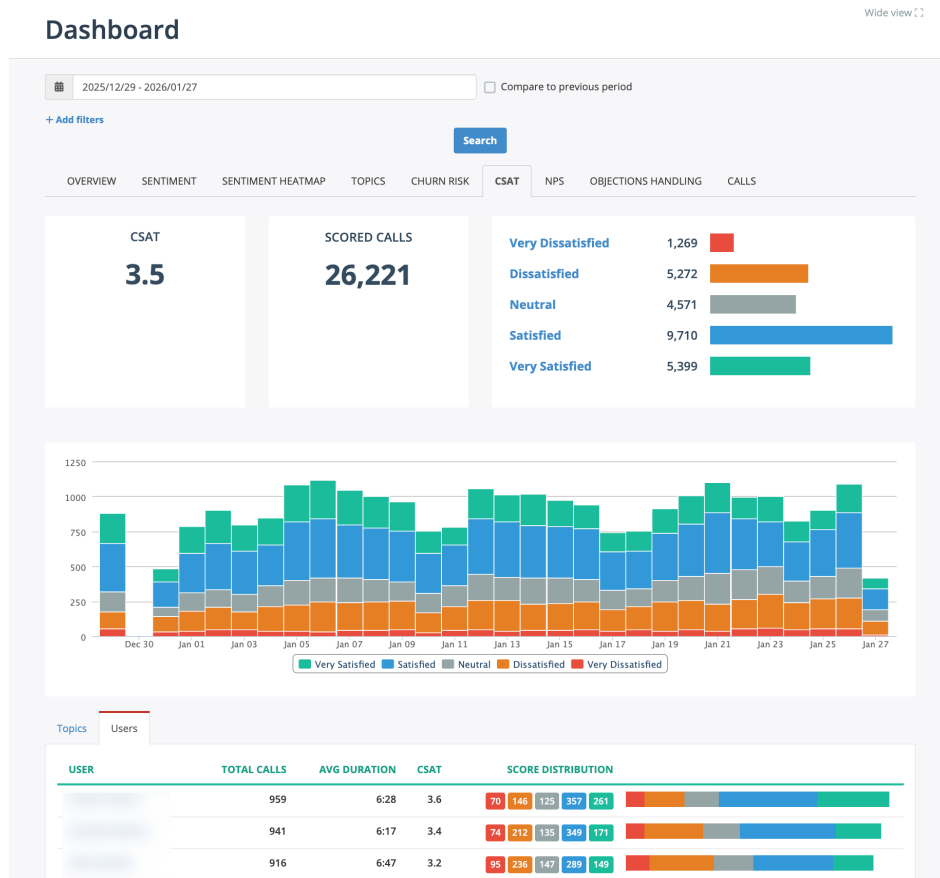 Wide view
Dashboard
2025/12/29 - 2026/01/27
Compare to previous period
+ Add filters
Search
OVERVIEW SENTIMENT SENTIMENT HEATMAP TOPICS CHURN RISK CSAT NPS OBJECTIONS HANDLING CALLS
CSAT
3.5
SCORED CALLS
26,221
Very Dissatisfied 1,269
Dissatisfied 5,272
Neutral 4,571
Satisfied 9,710
Very Satisfied 5,399
1250
1000
750
500
250
0
Dec 30 Jan 01 Jan 03 Jan 05 Jan 07 Jan 09 Jan 11 Jan 13 Jan 15 Jan 17 Jan 19 Jan 21 Jan 23 Jan 25 Jan 27
Very Satisfied Satisfied Neutral Dissatisfied Very Dissatisfied
Topics Users
USER TOTAL CALLS AVG DURATION CSAT SCORE DISTRIBUTION
959 6:28 3.6 70 146 125 357 261
941 6:17 3.4 74 212 135 349 171
916 6:47 3.2 95 236 147 289 149